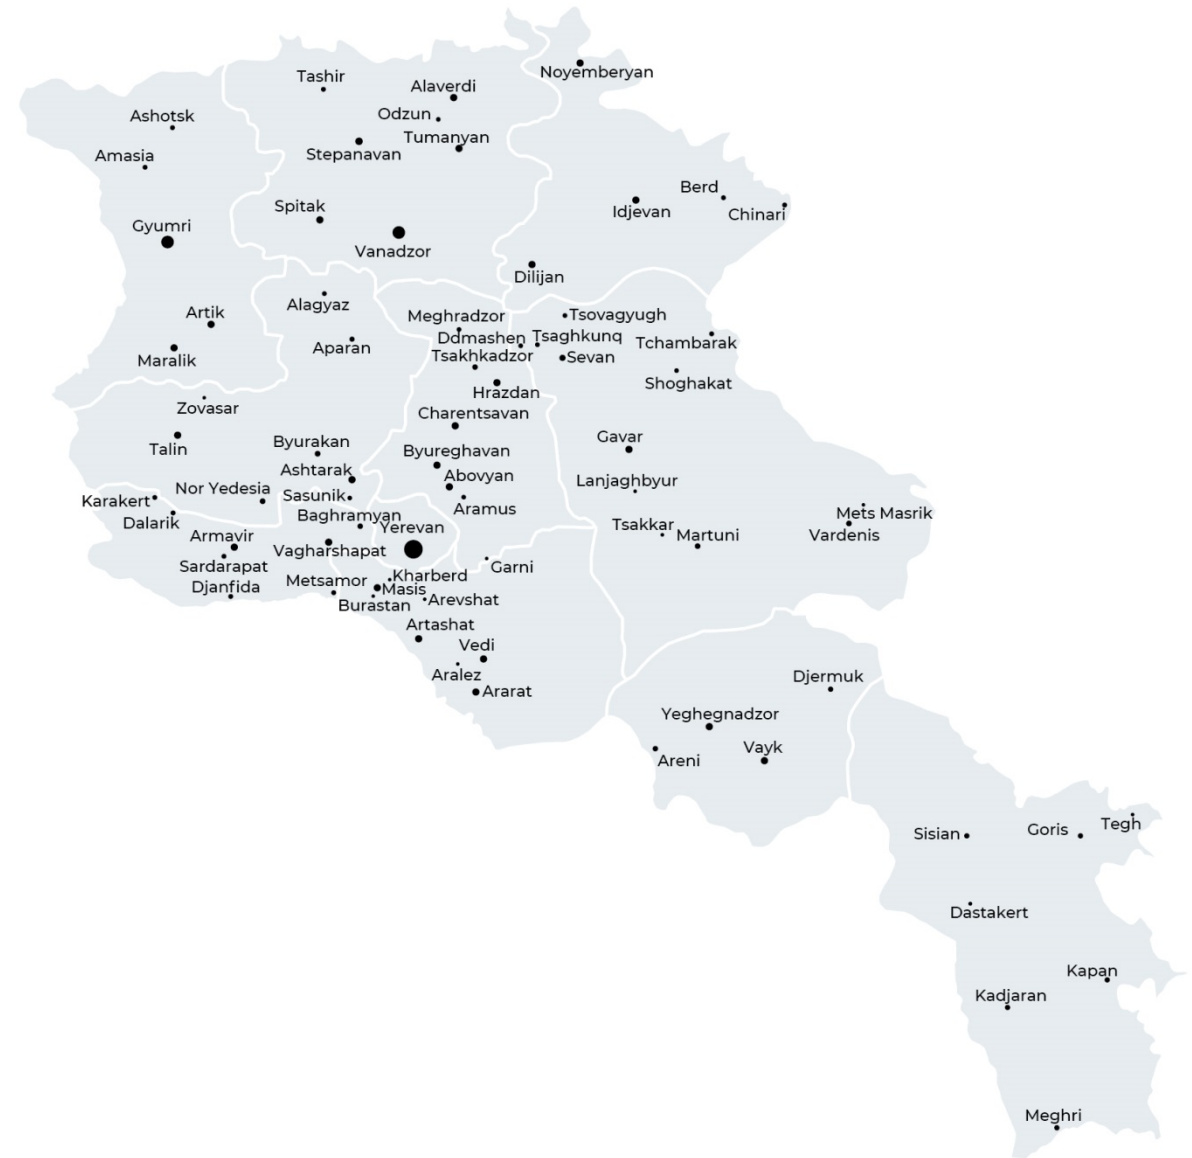 Noyemberyan
Tashir
Alaverdi
Odzun
Ashotsk
Tumanyan
Stepanavan
Amasia
Berd
Spitak
Idjevan
Chinari
Gyumri
Vanadzor
Dilijan
Alagyaz
Artik
Meghradzor
Tsovagyugh
Ddmashen
Tsaghkunq
Tchambarak
Aparan
Tsakhkadzor
Sevan
Maralik
Shoghakat
Hrazdan
Zovasar
Charentsavan
Gavar
Byurakan
Talin
Byureghavan
Ashtarak
Abovyan
Lanjaghbyur
Nor Yedesia
Sasunik
Karakert
Aramus
Mets Masrik
Dalarik
Baghramyan
Yerevan
Tsakkar
Martuni
Vardenis
Armavir
Vagharshapat
Sardarapat
Garni
Kharberd
Metsamor
Djanfida
Masis
Burastan
Arevshat
Artashat
Vedi
Aralez
Djermuk
Ararat
Yeghegnadzor
Vayk
Areni
Tegh
Goris
Sisian
Dastakert
Kapan
Kadjaran
Meghri